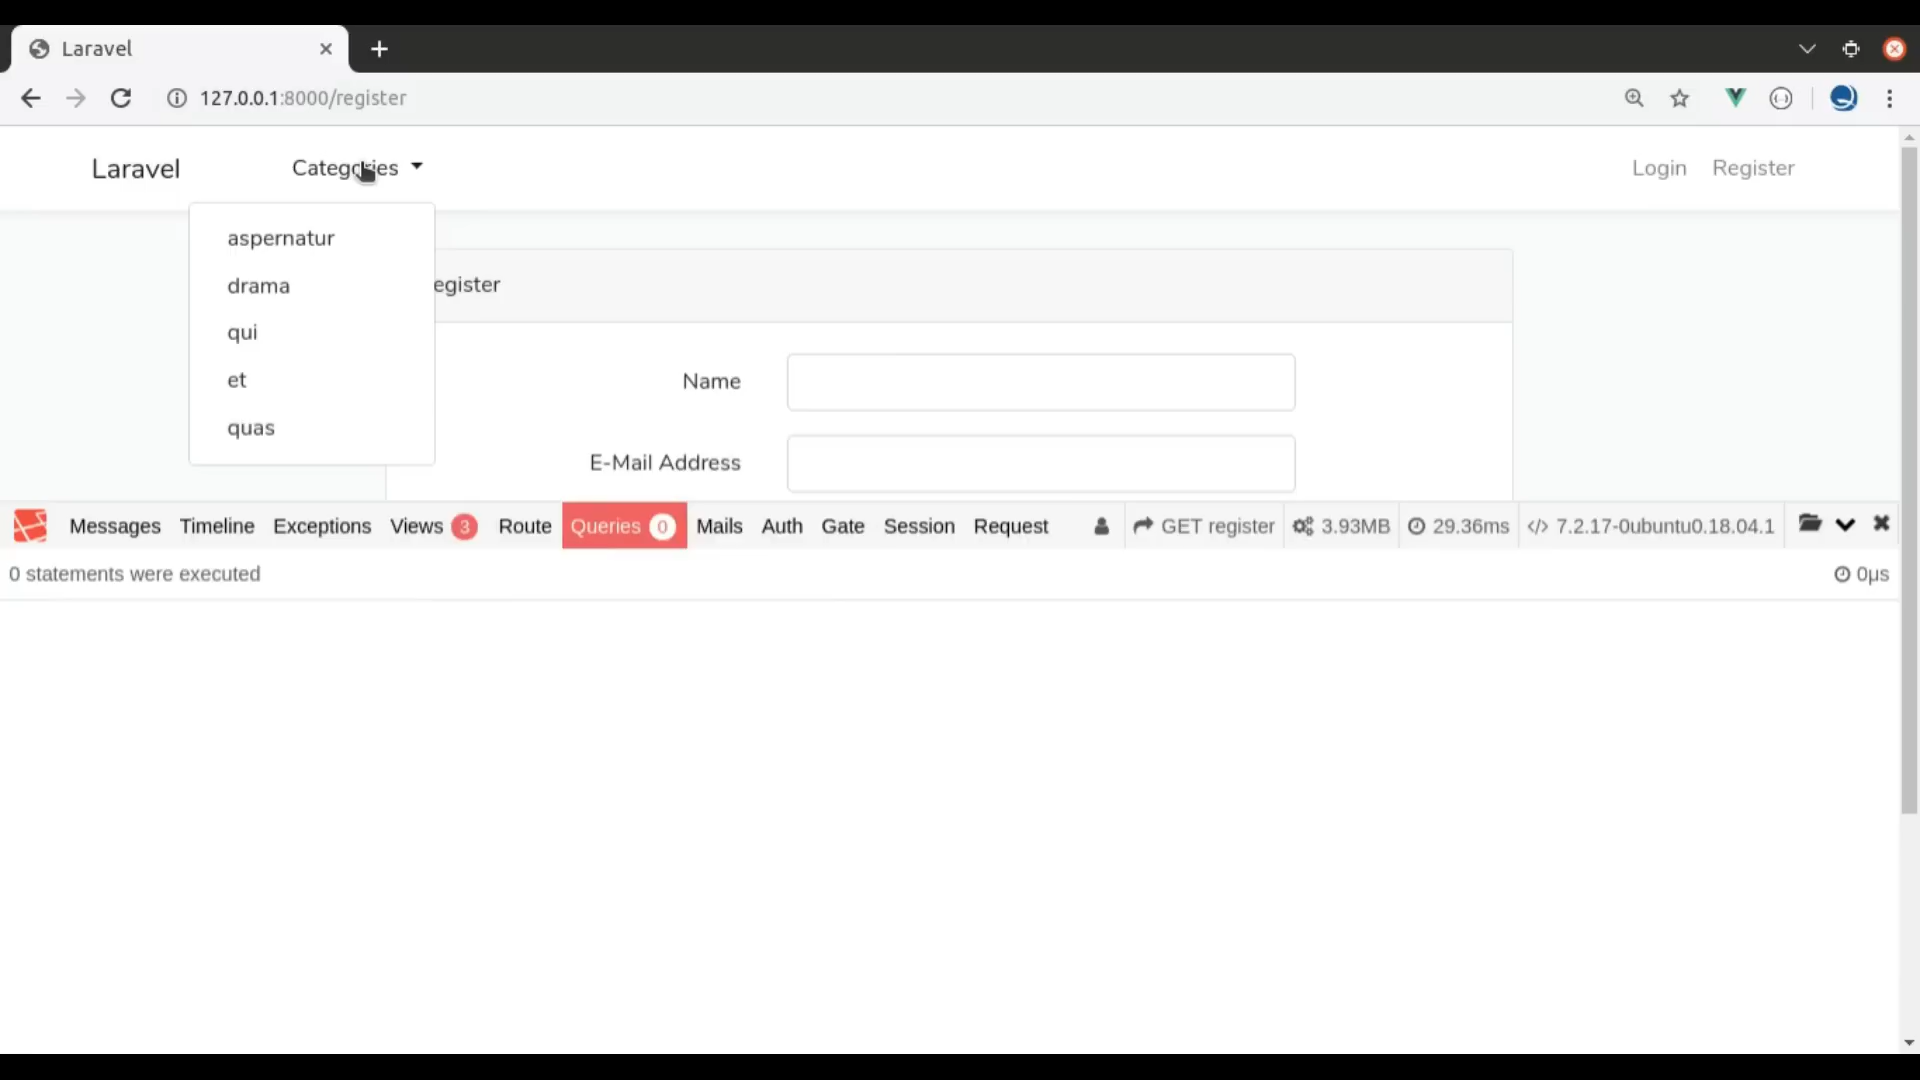 Laravel
127.0.0.1:8000/register
Laravel Categories Login Register
aspernatur
drama
qui
et
quas
egister
Name
E-Mail Address
Messages Timeline Exceptions Views 3 Route Queries 0 Mails Auth Gate Session Request GET register 3.93MB 29.36ms 7.2.17-0ubuntu0.18.04.1
0 statements were executed 0μs